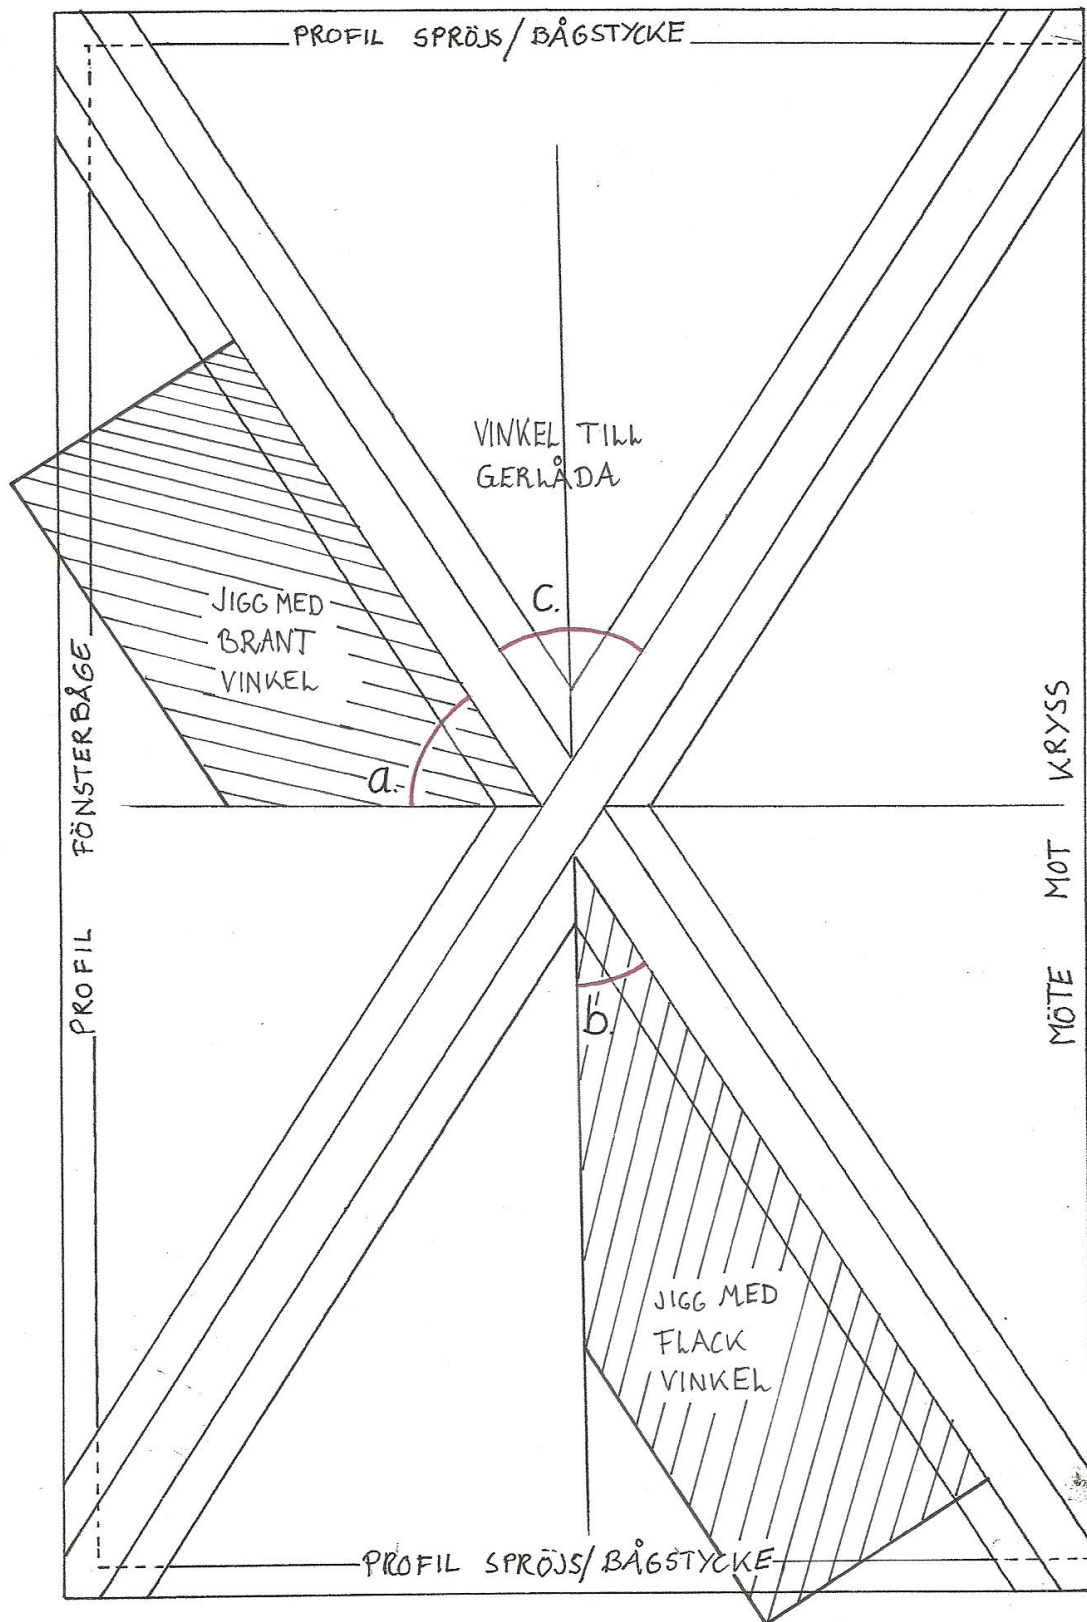 PROFIL SPRÖJS/BÅGSTYCKE
VINKEL TILL
GERLÅDA
C.
JIGG MED
BRANT
VINKEL
a.
PROFIL FÖNSTERBÅGE
MÖTE MOT KRYSS
b.
JIGG MED
FLACK
VINKEL
PROFIL SPRÖJS/BÅGSTYCKE